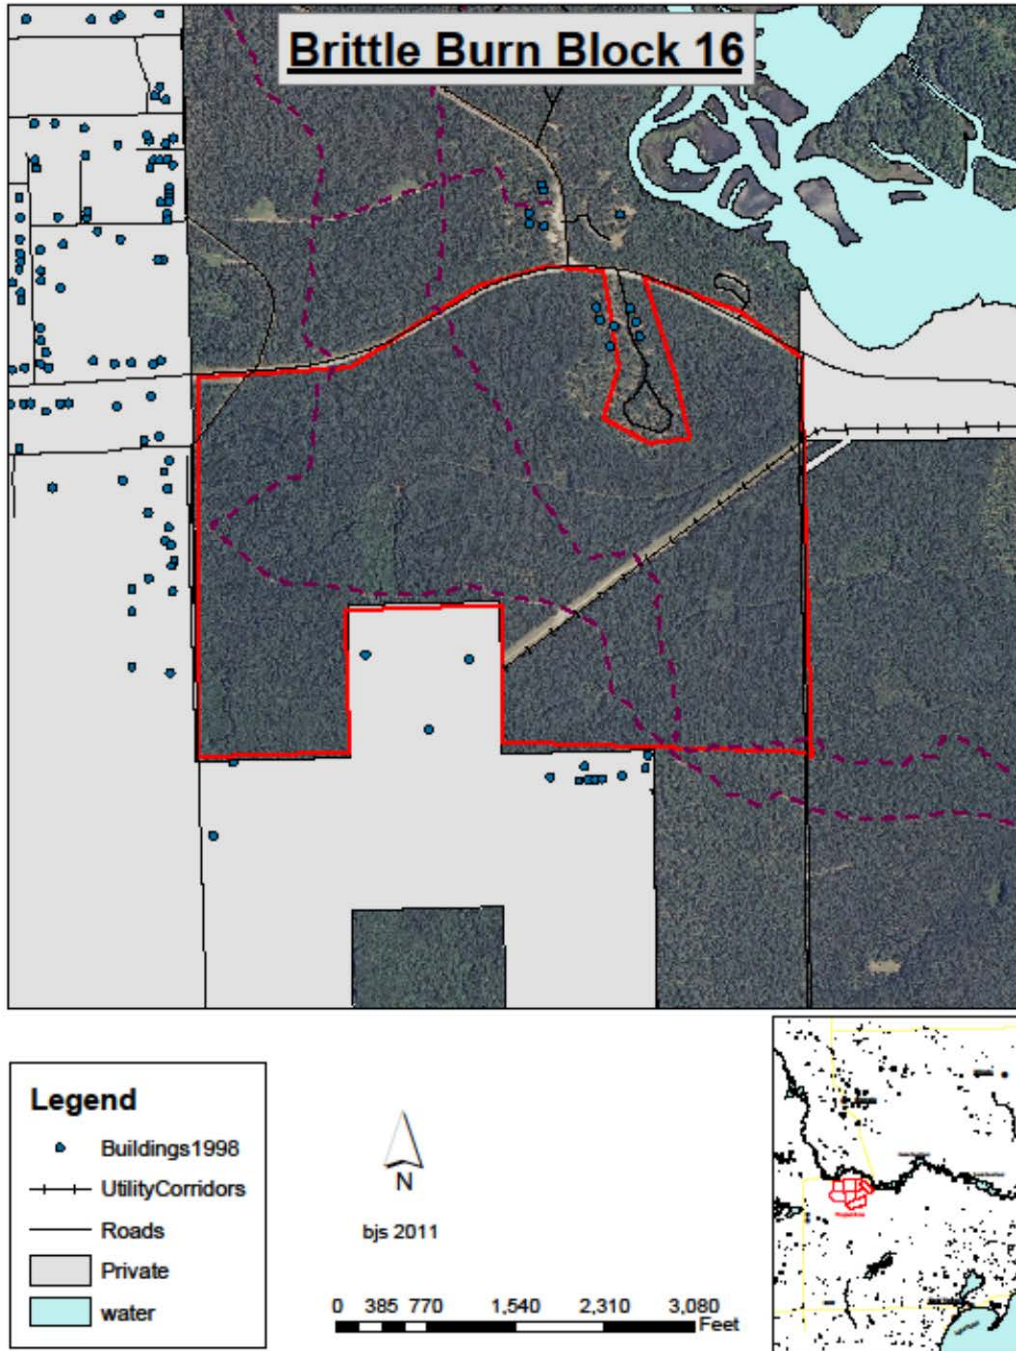 Brittle Burn Block 16
Legend
Buildings1998
UtilityCorridors
Roads
Private
water
N
bjs 2011
0 385 770 1,540 2,310 3,080
Feet